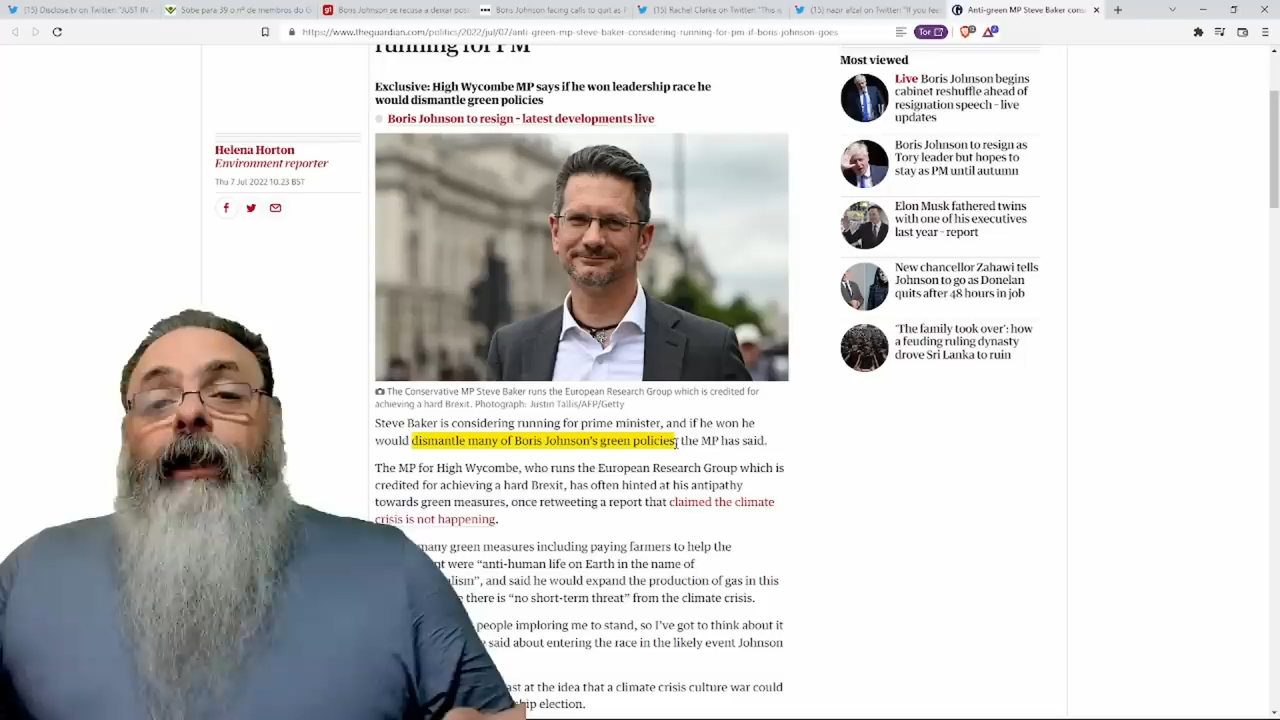 (15) Disclose.tv on Twitter: "JUST IN
Sobe para 39 o nº de membros do G
Boris Johnson se recusa a deixar post
Boris Johnson facing calls to quit as P
(15) Rachel Clarke on Twitter: "This is
(15) nazir afzal on Twitter: "If you feel
Anti-green MP Steve Baker cons
https://www.theguardian.com/politics/2022/jul/07/anti-green-mp-steve-baker-considering-running-for-pm-if-boris-johnson-goes
Tor
running for PM
Exclusive: High Wycombe MP says if he won leadership race he
would dismantle green policies
Boris Johnson to resign – latest developments live
Helena Horton
Environment reporter
Thu 7 Jul 2022 10.23 BST
The Conservative MP Steve Baker runs the European Research Group which is credited for
achieving a hard Brexit. Photograph: Justin Tallis/AFP/Getty
Steve Baker is considering running for prime minister, and if he won he
would dismantle many of Boris Johnson's green policies, the MP has said.
The MP for High Wycombe, who runs the European Research Group which is
credited for achieving a hard Brexit, has often hinted at his antipathy
towards green measures, once retweeting a report that claimed the climate
crisis is not happening.
many green measures including paying farmers to help the
were "anti-human life on Earth in the name of
and said he would expand the production of gas in this
there is "no short-term threat" from the climate crisis.
people imploring me to stand, so I've got to think about it
said about entering the race in the likely event Johnson
at the idea that a climate crisis culture war could
election.
Most viewed
Live Boris Johnson begins
cabinet reshuffle ahead of
resignation speech – live
updates
Boris Johnson to resign as
Tory leader but hopes to
stay as PM until autumn
Elon Musk fathered twins
with one of his executives
last year – report
New chancellor Zahawi tells
Johnson to go as Donelan
quits after 48 hours in job
'The family took over': how
a feuding ruling dynasty
drove Sri Lanka to ruin